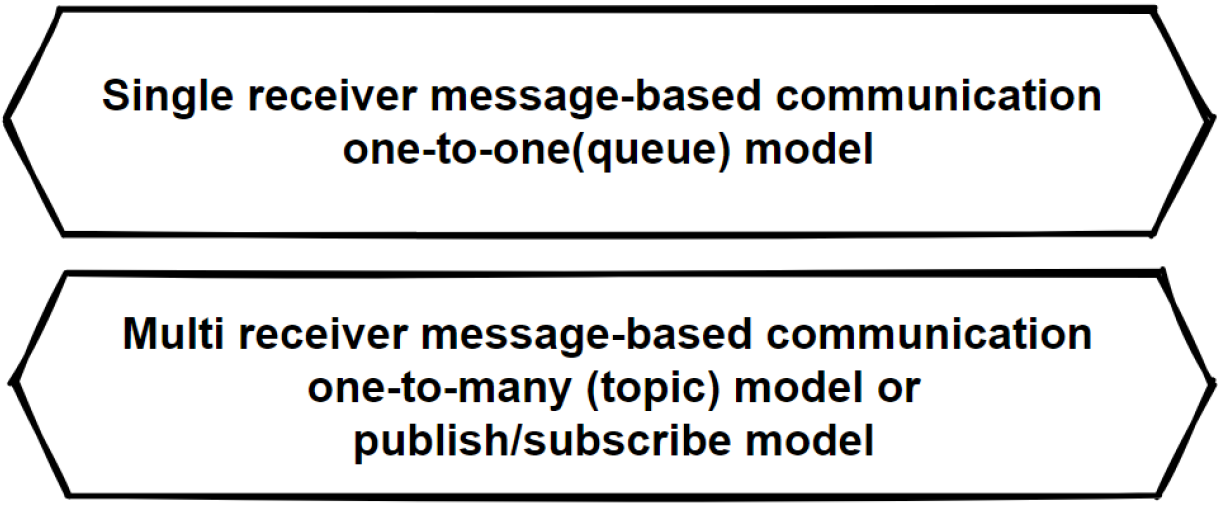 Single receiver message-based communication
one-to-one(queue) model
Multi receiver message-based communication
one-to-many (topic) model or
publish/subscribe model